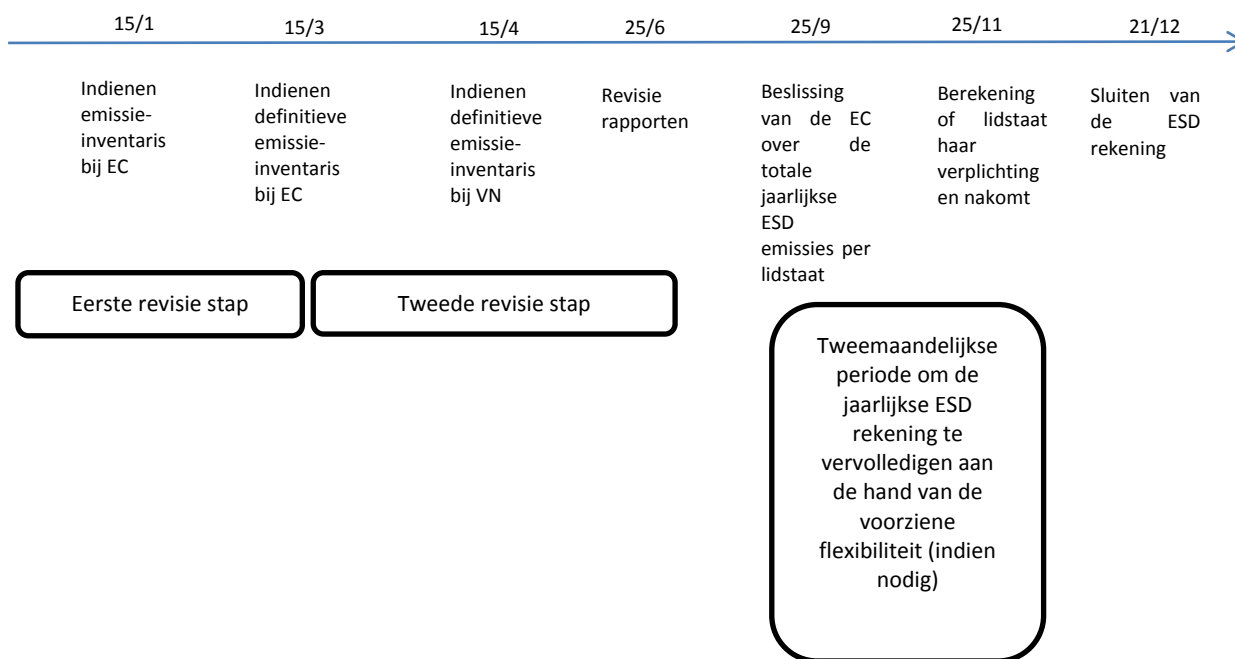 15/1
15/3
15/4
25/6
25/9
25/11
21/12
Indienen
emissie-
inventaris
bij EC
Indienen
definitieve
emissie-
inventaris
bij EC
Indienen
definitieve
emissie-
inventaris
bij VN
Revisie
rapporten
Beslissing
van de EC
over de
totale
jaarlijkse
ESD
emissies per
lidstaat
Berekening
of lidstaat
haar
verplichting
en nakomt
Sluiten van
de ESD
rekening
Eerste revisie stap
Tweede revisie stap
Tweemaandelijkse
periode om de
jaarlijkse ESD
rekening te
vervolledigen aan
de hand van de
voorziene
flexibiliteit (indien
nodig)